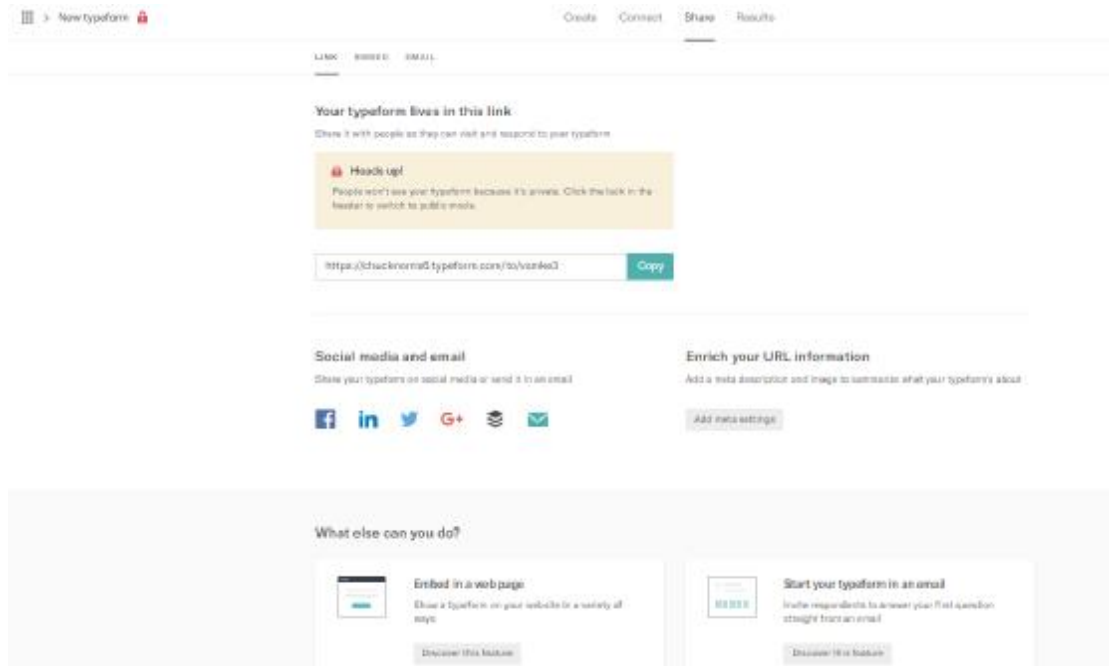 > New typeform
Create Connect Share Results
LINK EMBED EMAIL
Your typeform lives in this link
Share it with people so they can visit and respond to your typeform
Heads up!
People won't see your typeform because it's private. Click the lock in the
header to switch to public mode.
Copy
Social media and email
Share your typeform on social media or send it in an email
Enrich your URL information
Add a meta description and image to summarize what your typeform's about
in G+
Add meta settings
What else can you do?
Embed in a web page
Show a typeform on your website in a variety of
ways
Discover this feature
Start your typeform in an email
Invite respondents to answer your first question
straight from an email
Discover this feature